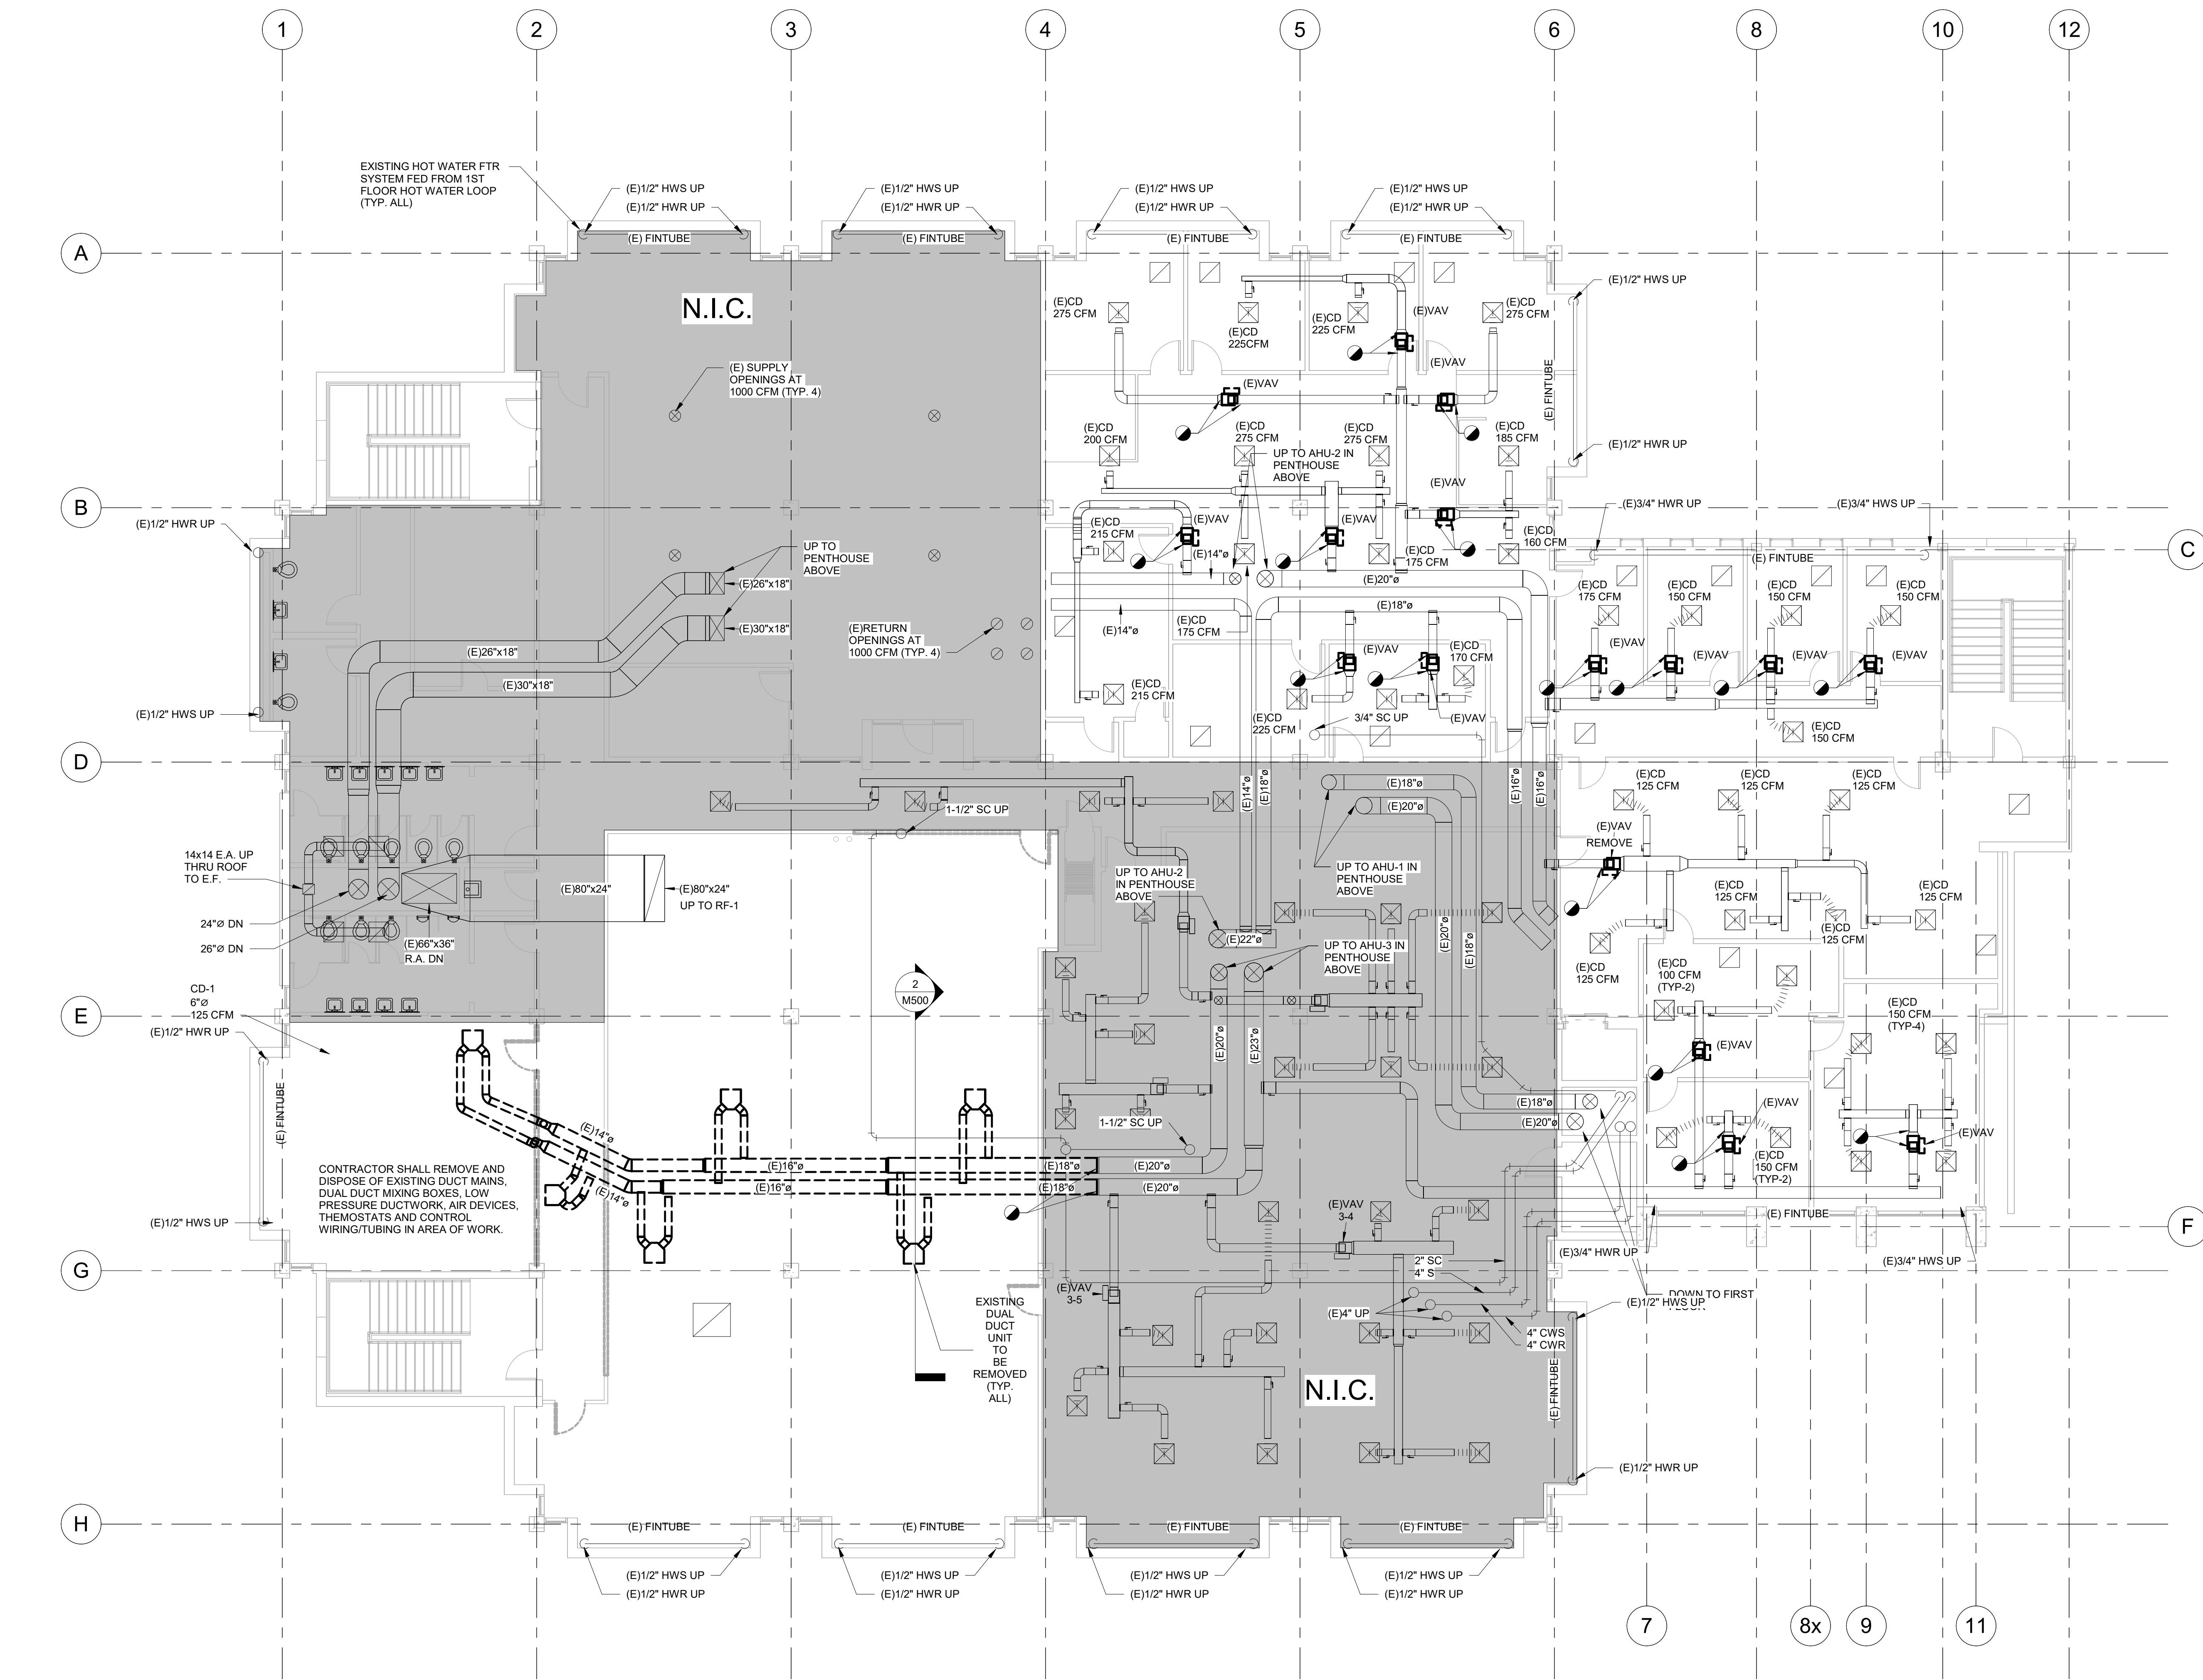 1
2
3
4
5
6
8
10
12
EXISTING HOT WATER FTR
SYSTEM FED FROM 1ST
FLOOR HOT WATER LOOP
(TYP. ALL)
(E)1/2" HWS UP
(E)1/2" HWR UP
(E)1/2" HWS UP
(E)1/2" HWR UP
(E)1/2" HWS UP
(E)1/2" HWR UP
(E)1/2" HWS UP
(E)1/2" HWR UP
(E) FINTUBE
(E) FINTUBE
(E) FINTUBE
(E) FINTUBE
A
N.I.C.
(E)1/2" HWS UP
(E)CD
275 CFM
(E)CD
225CFM
(E)CD
225 CFM
(E)VAV
(E)CD
275 CFM
(E)VAV
(E) FINTUBE
(E) SUPPLY
OPENINGS AT
1000 CFM (TYP. 4)
(E)VAV
(E)CD
200 CFM
(E)CD
275 CFM
(E)CD
275 CFM
(E)CD
185 CFM
(E)1/2" HWR UP
UP TO AHU-2 IN
PENTHOUSE
ABOVE
(E)VAV
B
(E)1/2" HWR UP
(E)3/4" HWR UP
(E)3/4" HWS UP
(E)CD
215 CFM
(E)VAV
(E)VAV
(E)CD
160 CFM
UP TO
PENTHOUSE
ABOVE
(E)14"ø
(E)CD
175 CFM
C
(E) FINTUBE
(E)26"x18"
(E)20"ø
(E)CD
175 CFM
(E)CD
150 CFM
(E)CD
150 CFM
(E)CD
150 CFM
(E)18"ø
(E)30"x18"
(E)RETURN
OPENINGS AT
1000 CFM (TYP. 4)
(E)14"ø
(E)CD
175 CFM
(E)26"x18"
(E)VAV
(E)CD
170 CFM
(E)VAV
(E)VAV
(E)VAV
(E)VAV
(E)30"x18"
(E)CD
215 CFM
(E)1/2" HWS UP
(E)CD
225 CFM
3/4" SC UP
(E)VAV
(E)CD
150 CFM
D
(E)14"ø
(E)18"ø
(E)18"ø
(E)20"ø
(E)16"ø
(E)16"ø
(E)CD
125 CFM
(E)CD
125 CFM
(E)CD
125 CFM
1-1/2" SC UP
(E)VAV
REMOVE
14x14 E.A. UP
THRU ROOF
TO E.F.
(E)80"x24"
(E)80"x24"
UP TO RF-1
UP TO AHU-2
IN PENTHOUSE
ABOVE
UP TO AHU-1 IN
PENTHOUSE
ABOVE
(E)CD
125 CFM
(E)CD
125 CFM
(E)CD
125 CFM
24"Ø DN
26"Ø DN
(E)66"x36"
R.A. DN
(E)22"ø
UP TO AHU-3 IN
PENTHOUSE
ABOVE
(E)20"ø
(E)18"ø
(E)CD
125 CFM
(E)CD
125 CFM
(E)CD
100 CFM
(TYP-2)
2
M500
CD-1
6"ø
125 CFM
E
(E)1/2" HWR UP
(E)CD
150 CFM
(TYP-4)
(E)20"ø
(E)23"ø
(E)VAV
(E) FINTUBE
(E)18"ø
(E)20"ø
(E)VAV
(E)VAV
1-1/2" SC UP
(E)14"ø
(E)14"ø
(E)16"ø
(E)16"ø
(E)18"ø
(E)18"ø
(E)20"ø
(E)20"ø
(E)CD
150 CFM
(TYP-2)
CONTRACTOR SHALL REMOVE AND
DISPOSE OF EXISTING DUCT MAINS,
DUAL DUCT MIXING BOXES, LOW
PRESSURE DUCTWORK, AIR DEVICES,
THEMOSTATS AND CONTROL
WIRING/TUBING IN AREA OF WORK.
(E)1/2" HWS UP
(E)VAV
3-4
(E) FINTUBE
F
(E)3/4" HWR UP
(E)3/4" HWS UP
G
2" SC
4" S
(E)VAV
3-5
EXISTING
DUAL
DUCT
UNIT
TO
BE
REMOVED
(TYP.
ALL)
(E)4" UP
DOWN TO FIRST
(E)1/2" HWS UP
4" CWS
4" CWR
(E) FINTUBE
N.I.C.
(E)1/2" HWR UP
H
(E) FINTUBE
(E) FINTUBE
(E) FINTUBE
(E) FINTUBE
(E)1/2" HWS UP
(E)1/2" HWR UP
(E)1/2" HWS UP
(E)1/2" HWR UP
(E)1/2" HWS UP
(E)1/2" HWR UP
(E)1/2" HWS UP
(E)1/2" HWR UP
7
8x
9
11